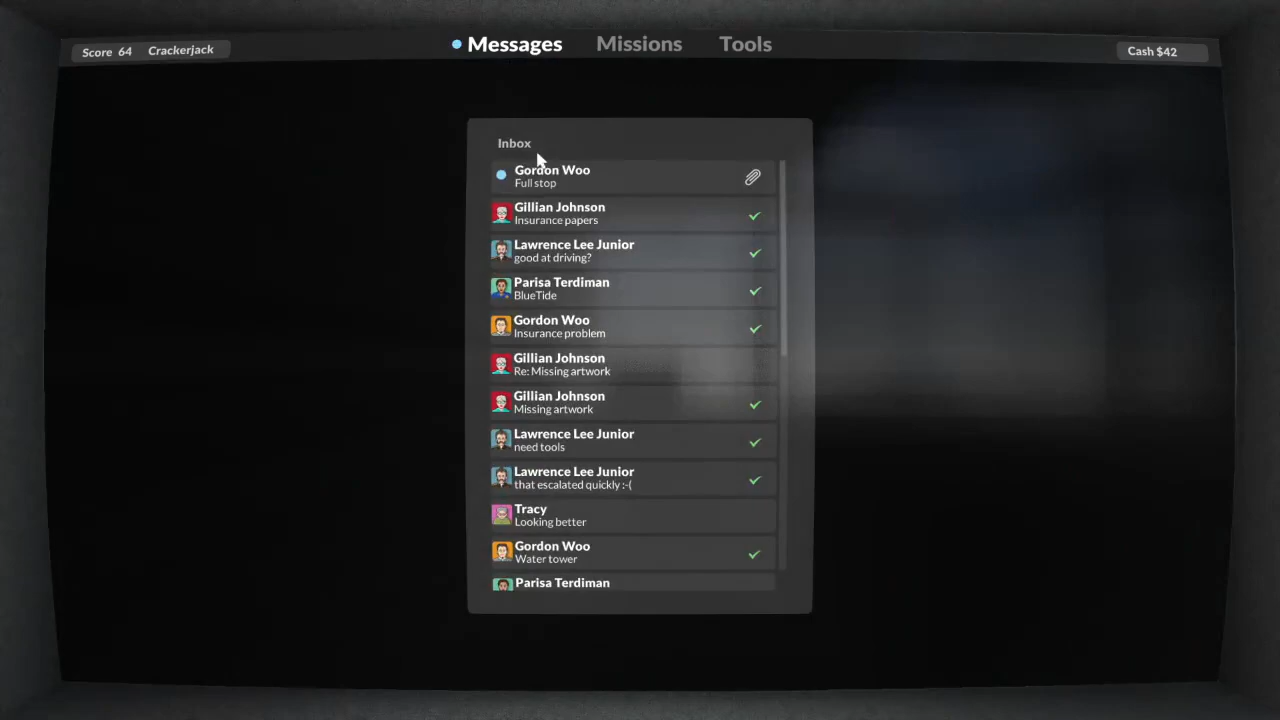 Score 64 Crackerjack
Messages Missions Tools
Cash $42
Inbox
Gordon Woo
Full stop
Gillian Johnson
Insurance papers
Lawrence Lee Junior
good at driving?
Parisa Terdiman
BlueTide
Gordon Woo
Insurance problem
Gillian Johnson
Re: Missing artwork
Gillian Johnson
Missing artwork
Lawrence Lee Junior
need tools
Lawrence Lee Junior
that escalated quickly :-(
Tracy
Looking better
Gordon Woo
Water tower
Parisa Terdiman